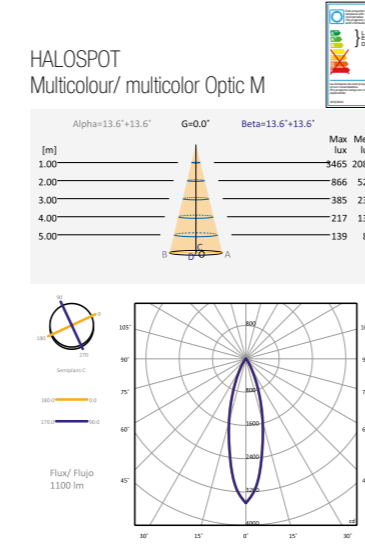 HALOSPOT
Multicolour/ multicolor Optic M
Alpha=13.6°+13.6° G=0.0° Beta=13.6°+13.6°
Max
[m] lux
1.00 3465
2.00 866
3.00 385
4.00 217
5.00 139
B D C O A
90
0
180
270
Semiplans C
180.0 0.0
270.0 90.0
Flux/ Flujo
1100 lm
105°
90°
75°
60°
45°
800
800
1600
2400
3200
4000
30° 15° 0° 15° 30°